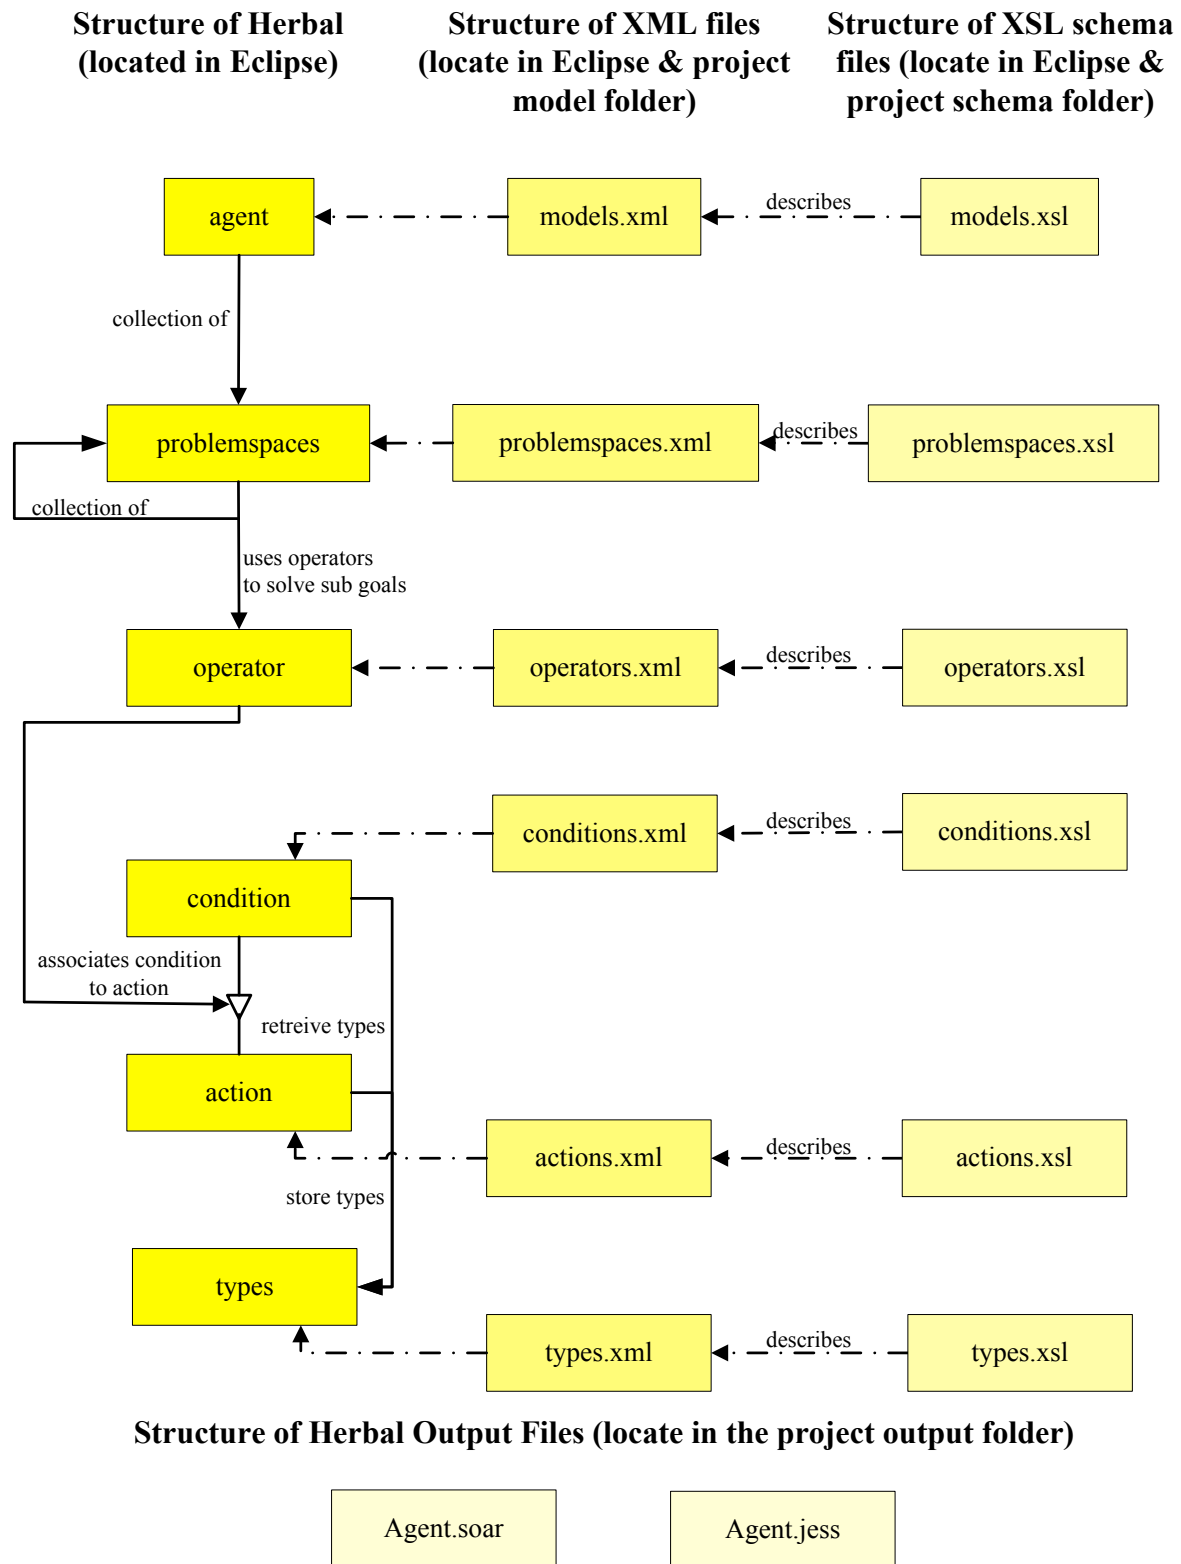 Structure of Herbal
(located in Eclipse)
Structure of XML files
(locate in Eclipse & project
model folder)
Structure of XSL schema
files (locate in Eclipse &
project schema folder)
agent
models.xml
describes
models.xsl
collection of
problemspaces
problemspaces.xml
describes
problemspaces.xsl
collection of
uses operators
to solve sub goals
operator
operators.xml
describes
operators.xsl
conditions.xml
describes
conditions.xsl
condition
associates condition
to action
retreive types
action
actions.xml
describes
actions.xsl
store types
types
types.xml
describes
types.xsl
Structure of Herbal Output Files (locate in the project output folder)
Agent.soar
Agent.jess